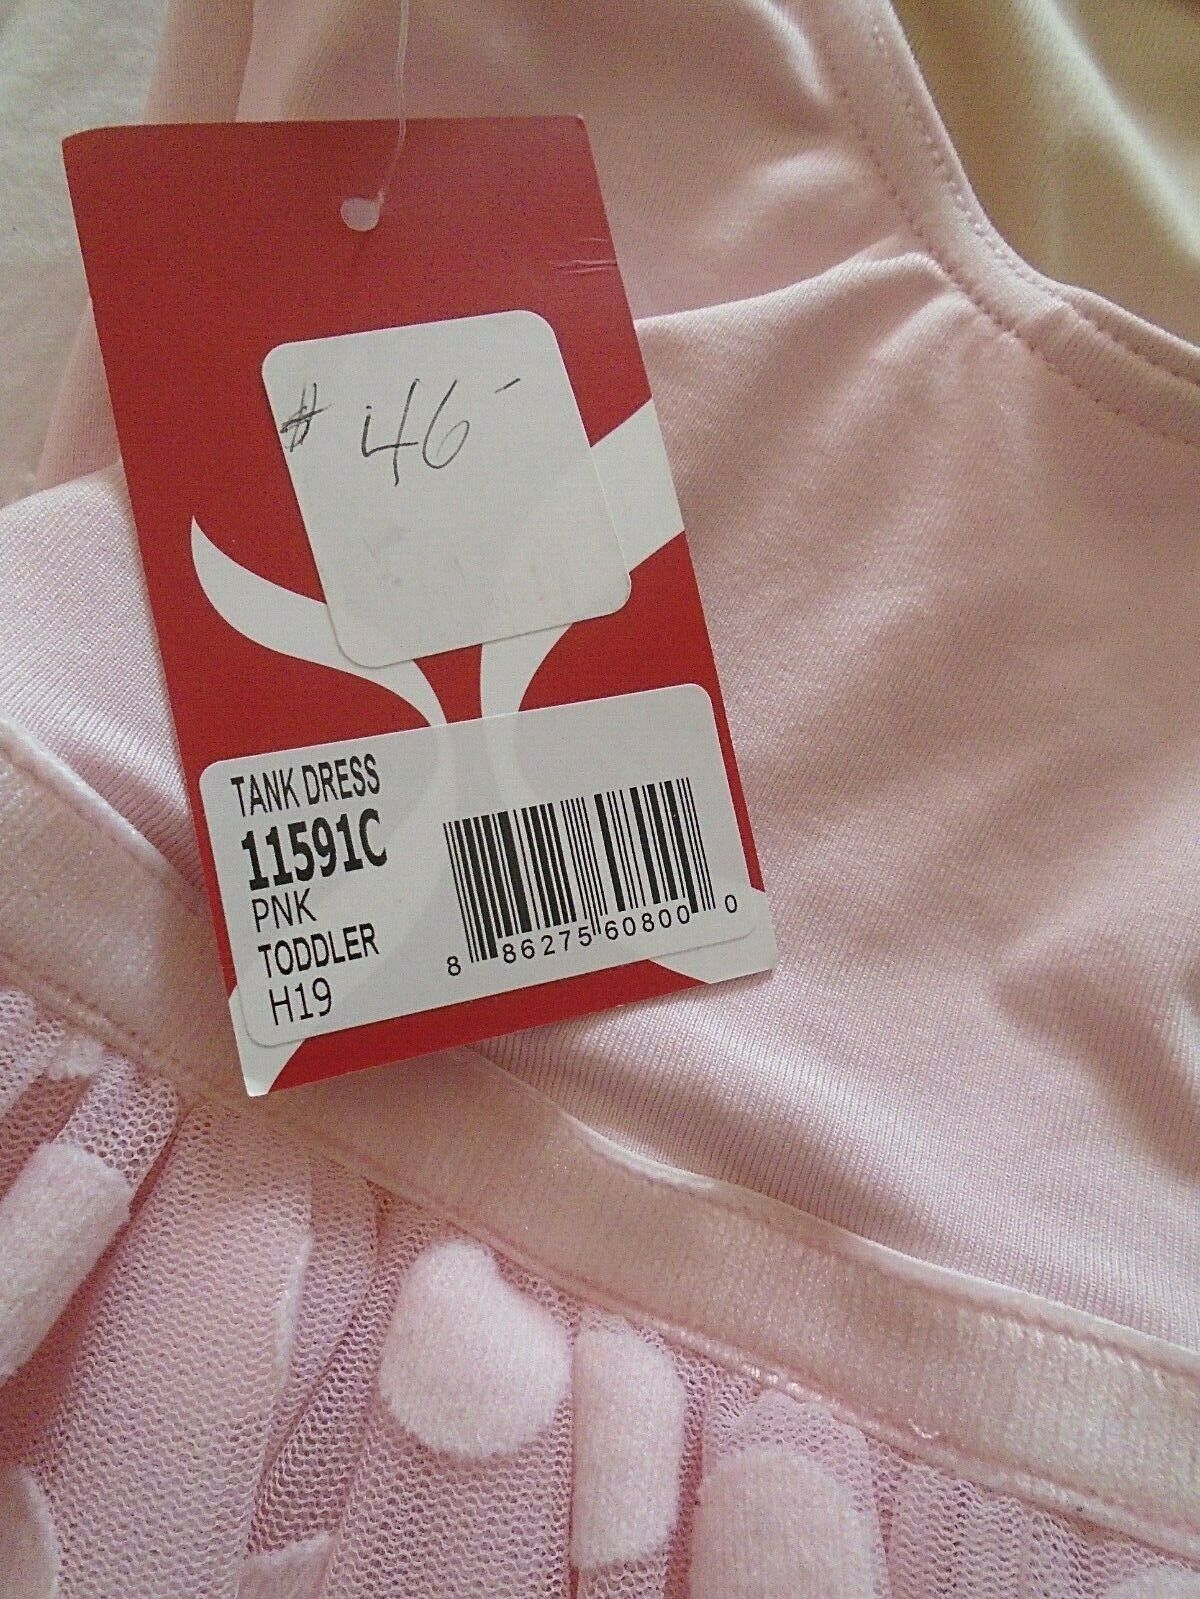 # 46-
TANK DRESS
11591C
PNK
TODDLER
H19
8 86275 60800 0